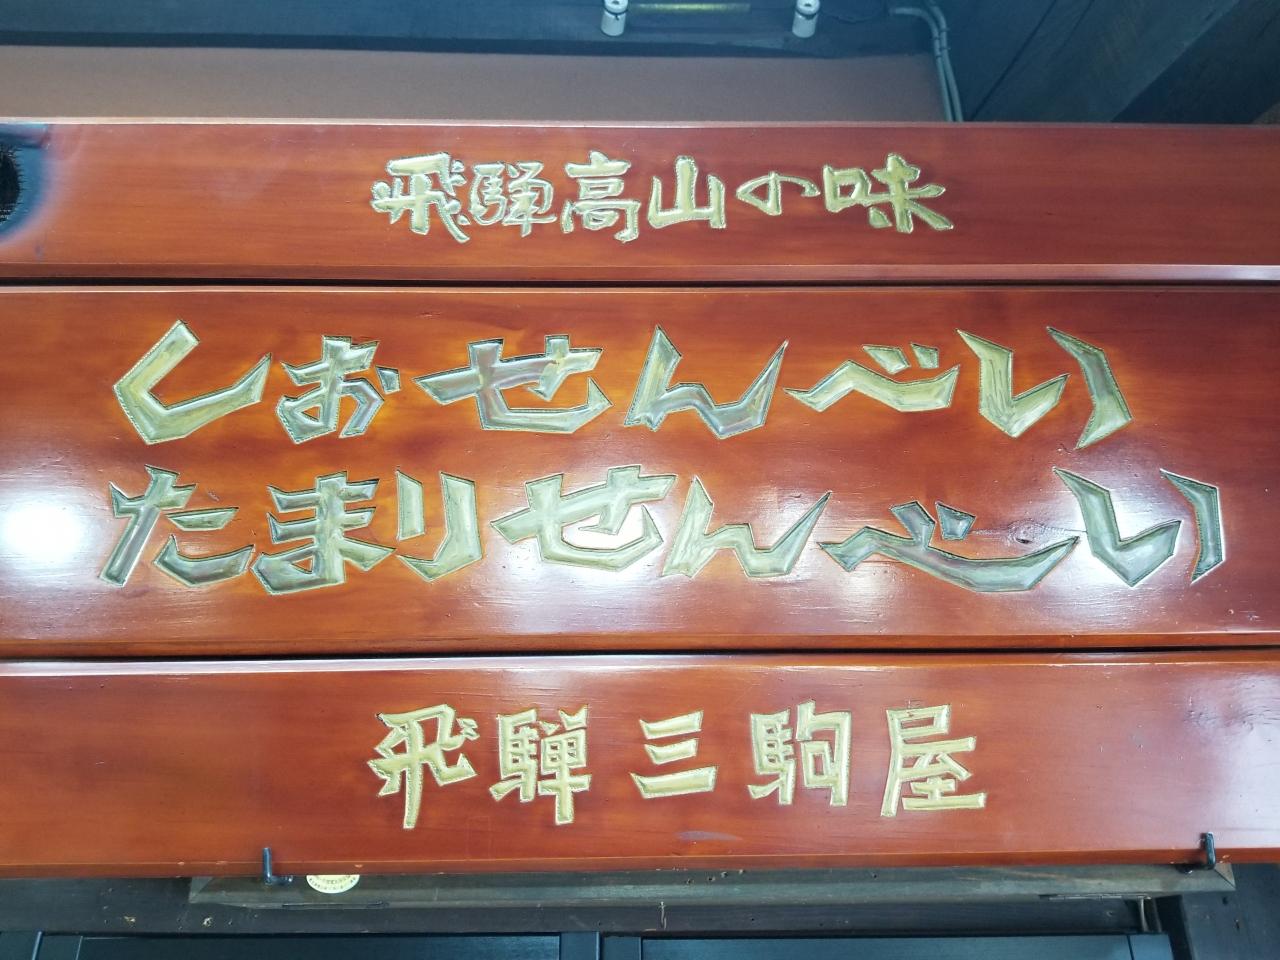 飛騨高山の味
しおせんべい
たまりせんべい
飛騨三駒屋